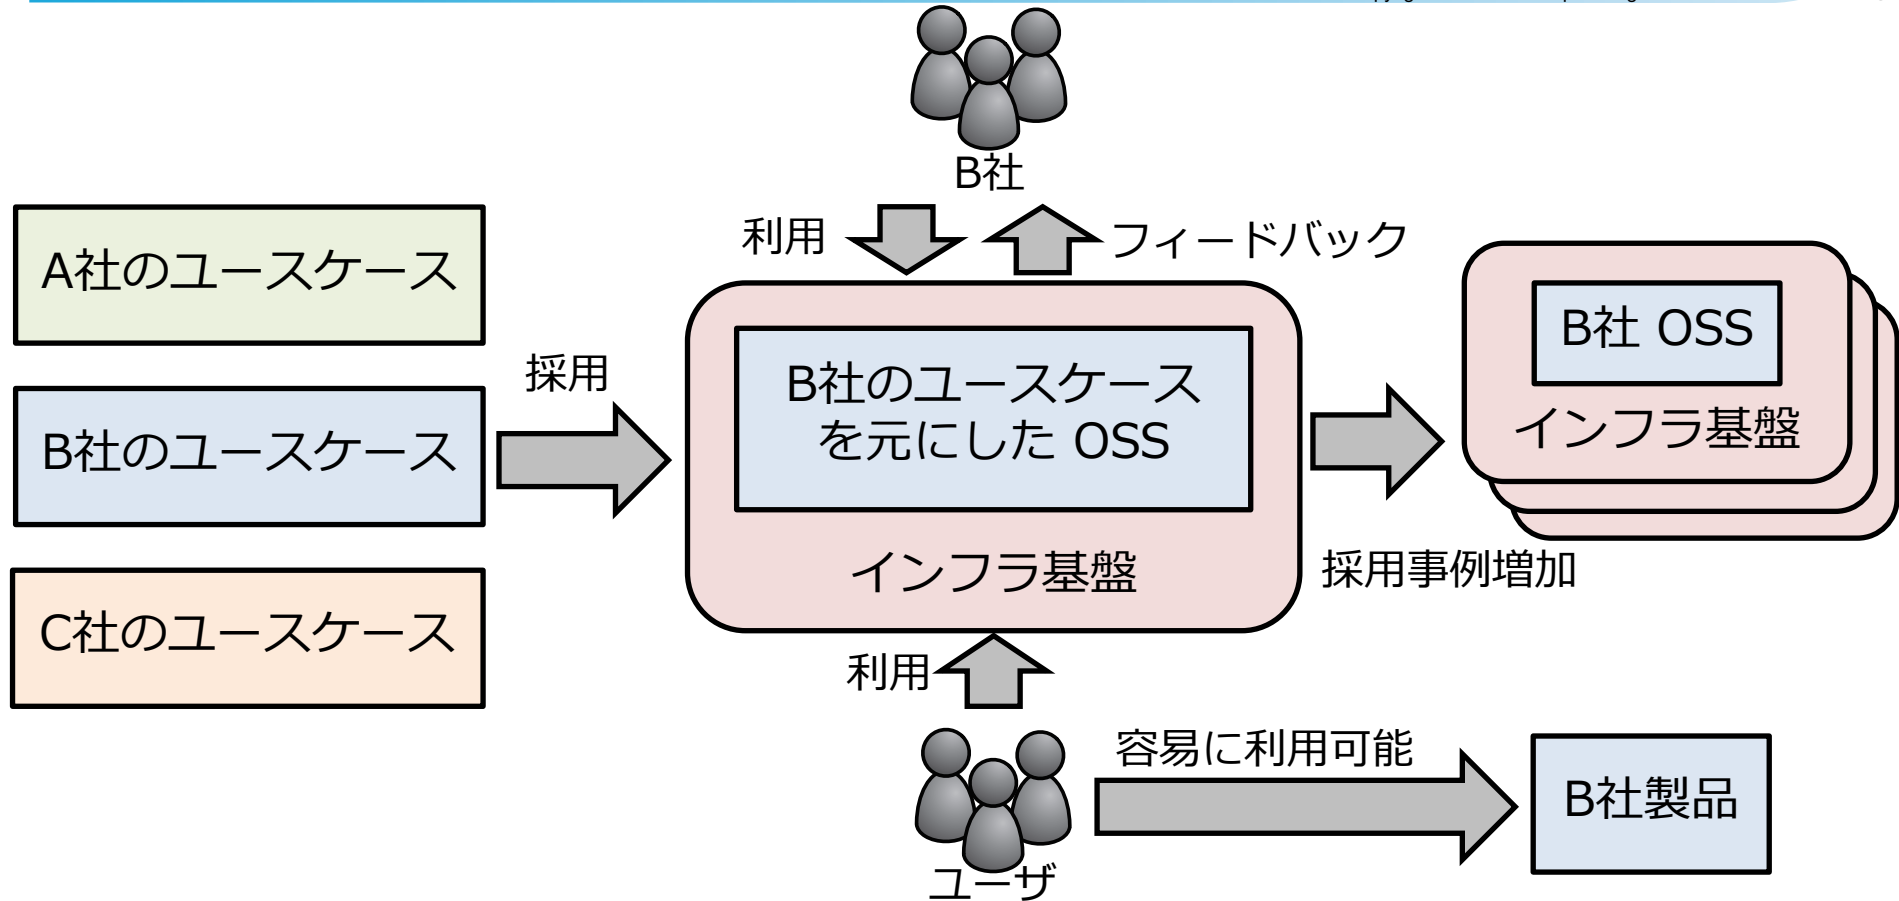 B社
利用
フィードバック
A社のユースケース
B社のユースケース
C社のユースケース
採用
B社のユースケース
を元にした OSS
インフラ基盤
B社 OSS
インフラ基盤
採用事例増加
利用
ユーザ
容易に利用可能
B社製品